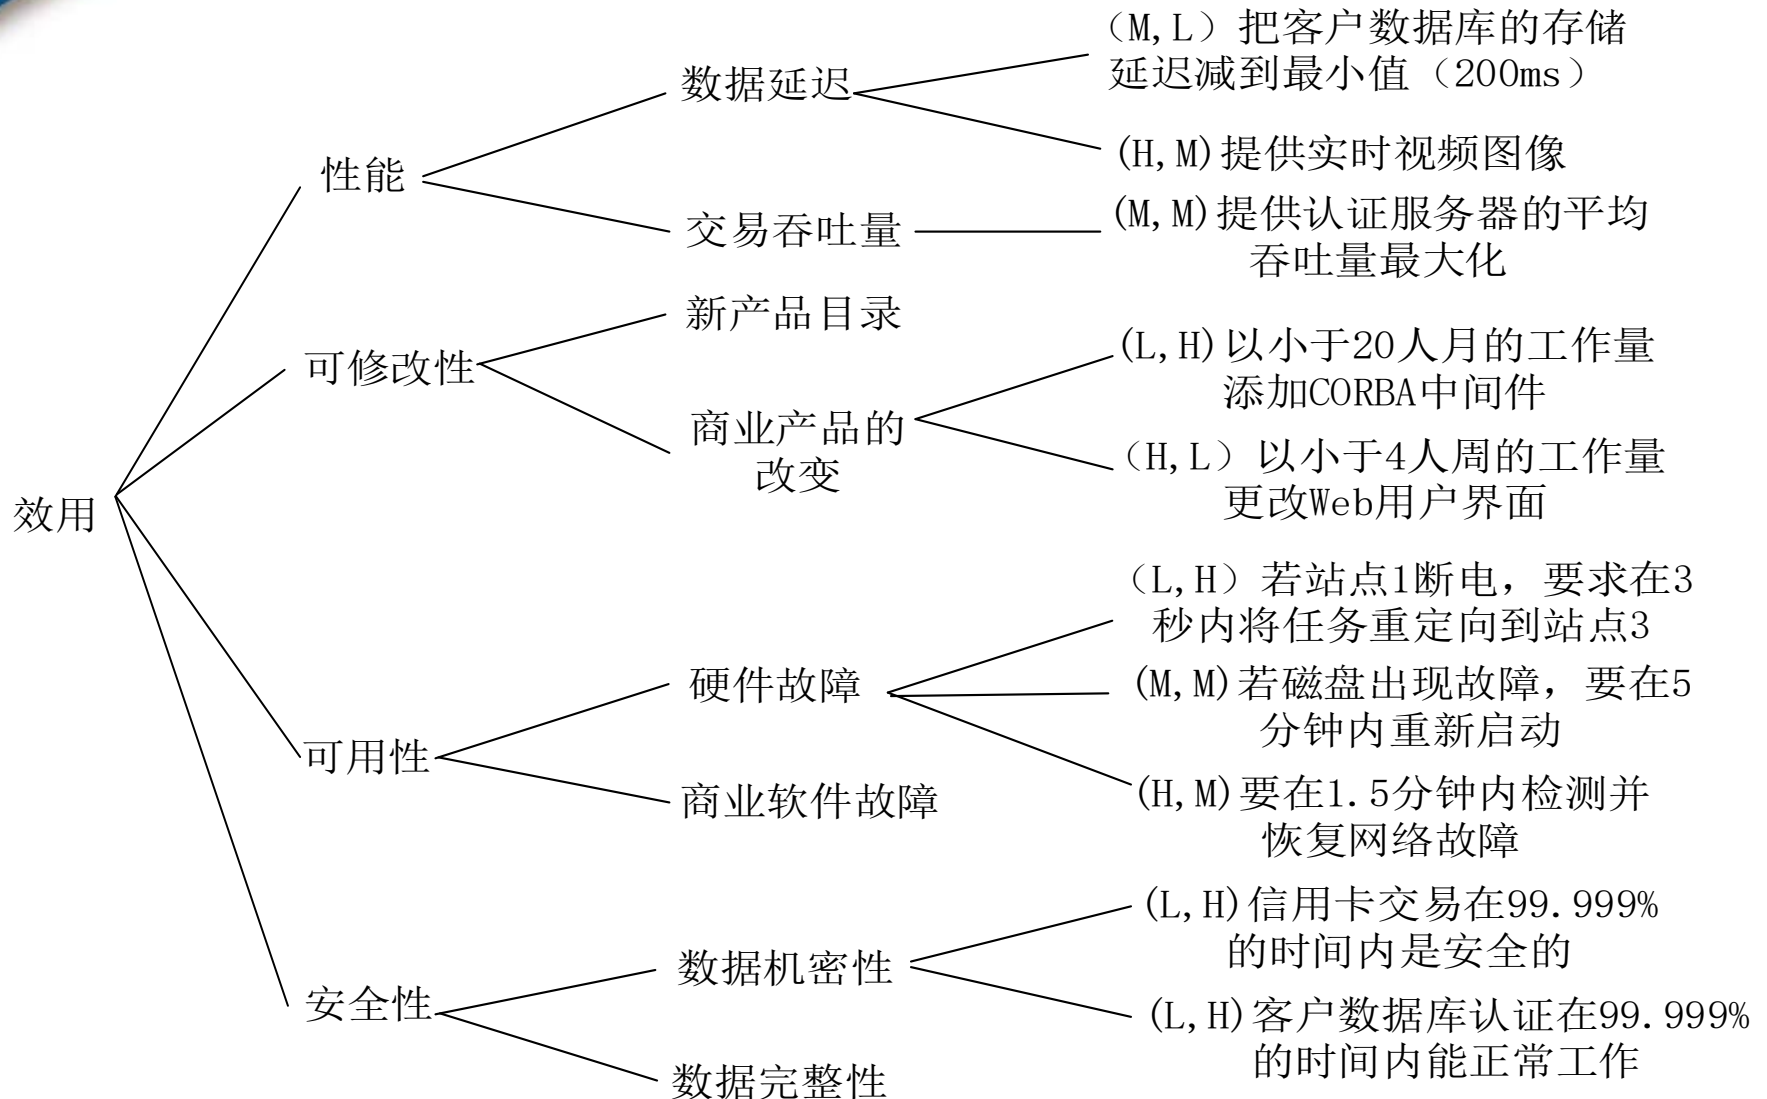 效用
性能
数据延迟
（M,L）把客户数据库的存储
延迟减到最小值（200ms）
(H,M)提供实时视频图像
交易吞吐量
(M,M)提供认证服务器的平均
吞吐量最大化
可修改性
新产品目录
商业产品的
改变
(L,H)以小于20人月的工作量
添加CORBA中间件
（H,L）以小于4人周的工作量
更改Web用户界面
可用性
硬件故障
（L,H）若站点1断电，要求在3
秒内将任务重定向到站点3
(M,M)若磁盘出现故障，要在5
分钟内重新启动
(H,M)要在1.5分钟内检测并
恢复网络故障
商业软件故障
安全性
数据机密性
(L,H)信用卡交易在99.999%
的时间内是安全的
(L,H)客户数据库认证在99.999%
的时间内能正常工作
数据完整性